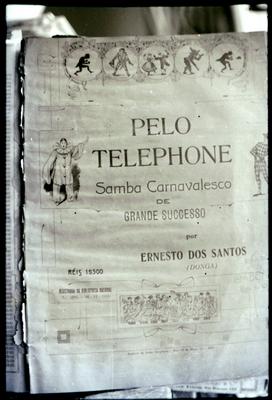 PELO
TELEPHONE
Samba Carnavalesco
DE
GRANDE SUCCESSO
por
ERNESTO DOS SANTOS
(DONGA)
RÉIS 1$500